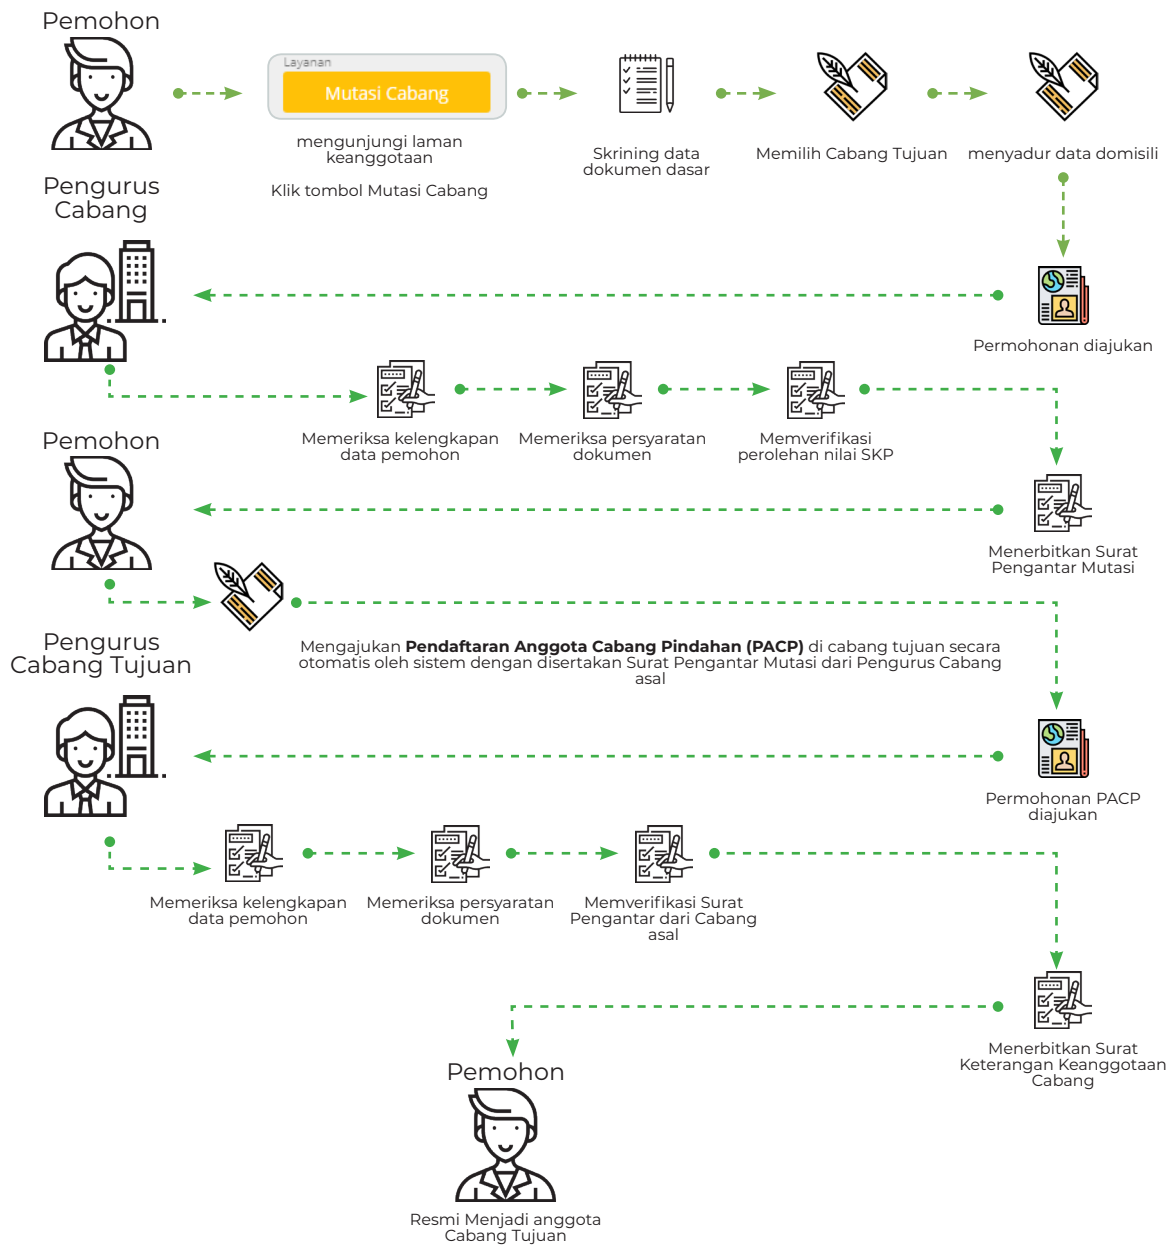 Pemohon
Layanan
Mutasi Cabang
mengunjungi laman
keanggotaan
Klik tombol Mutasi Cabang
Skrining data
dokumen dasar
Memilih Cabang Tujuan
menyadur data domisili
Pengurus
Cabang
Permohonan diajukan
Memeriksa kelengkapan
data pemohon
Memeriksa persyaratan
dokumen
Memverifikasi
perolehan nilai SKP
Pemohon
Menerbitkan Surat
Pengantar Mutasi
Mengajukan Pendaftaran Anggota Cabang Pindahan (PACP) di cabang tujuan secara
otomatis oleh sistem dengan disertakan Surat Pengantar Mutasi dari Pengurus Cabang
asal
Pengurus
Cabang Tujuan
Permohonan PACP
diajukan
Memeriksa kelengkapan
data pemohon
Memeriksa persyaratan
dokumen
Memverifikasi Surat
Pengantar dari Cabang
asal
Menerbitkan Surat
Keterangan Keanggotaan
Cabang
Pemohon
Resmi Menjadi anggota
Cabang Tujuan